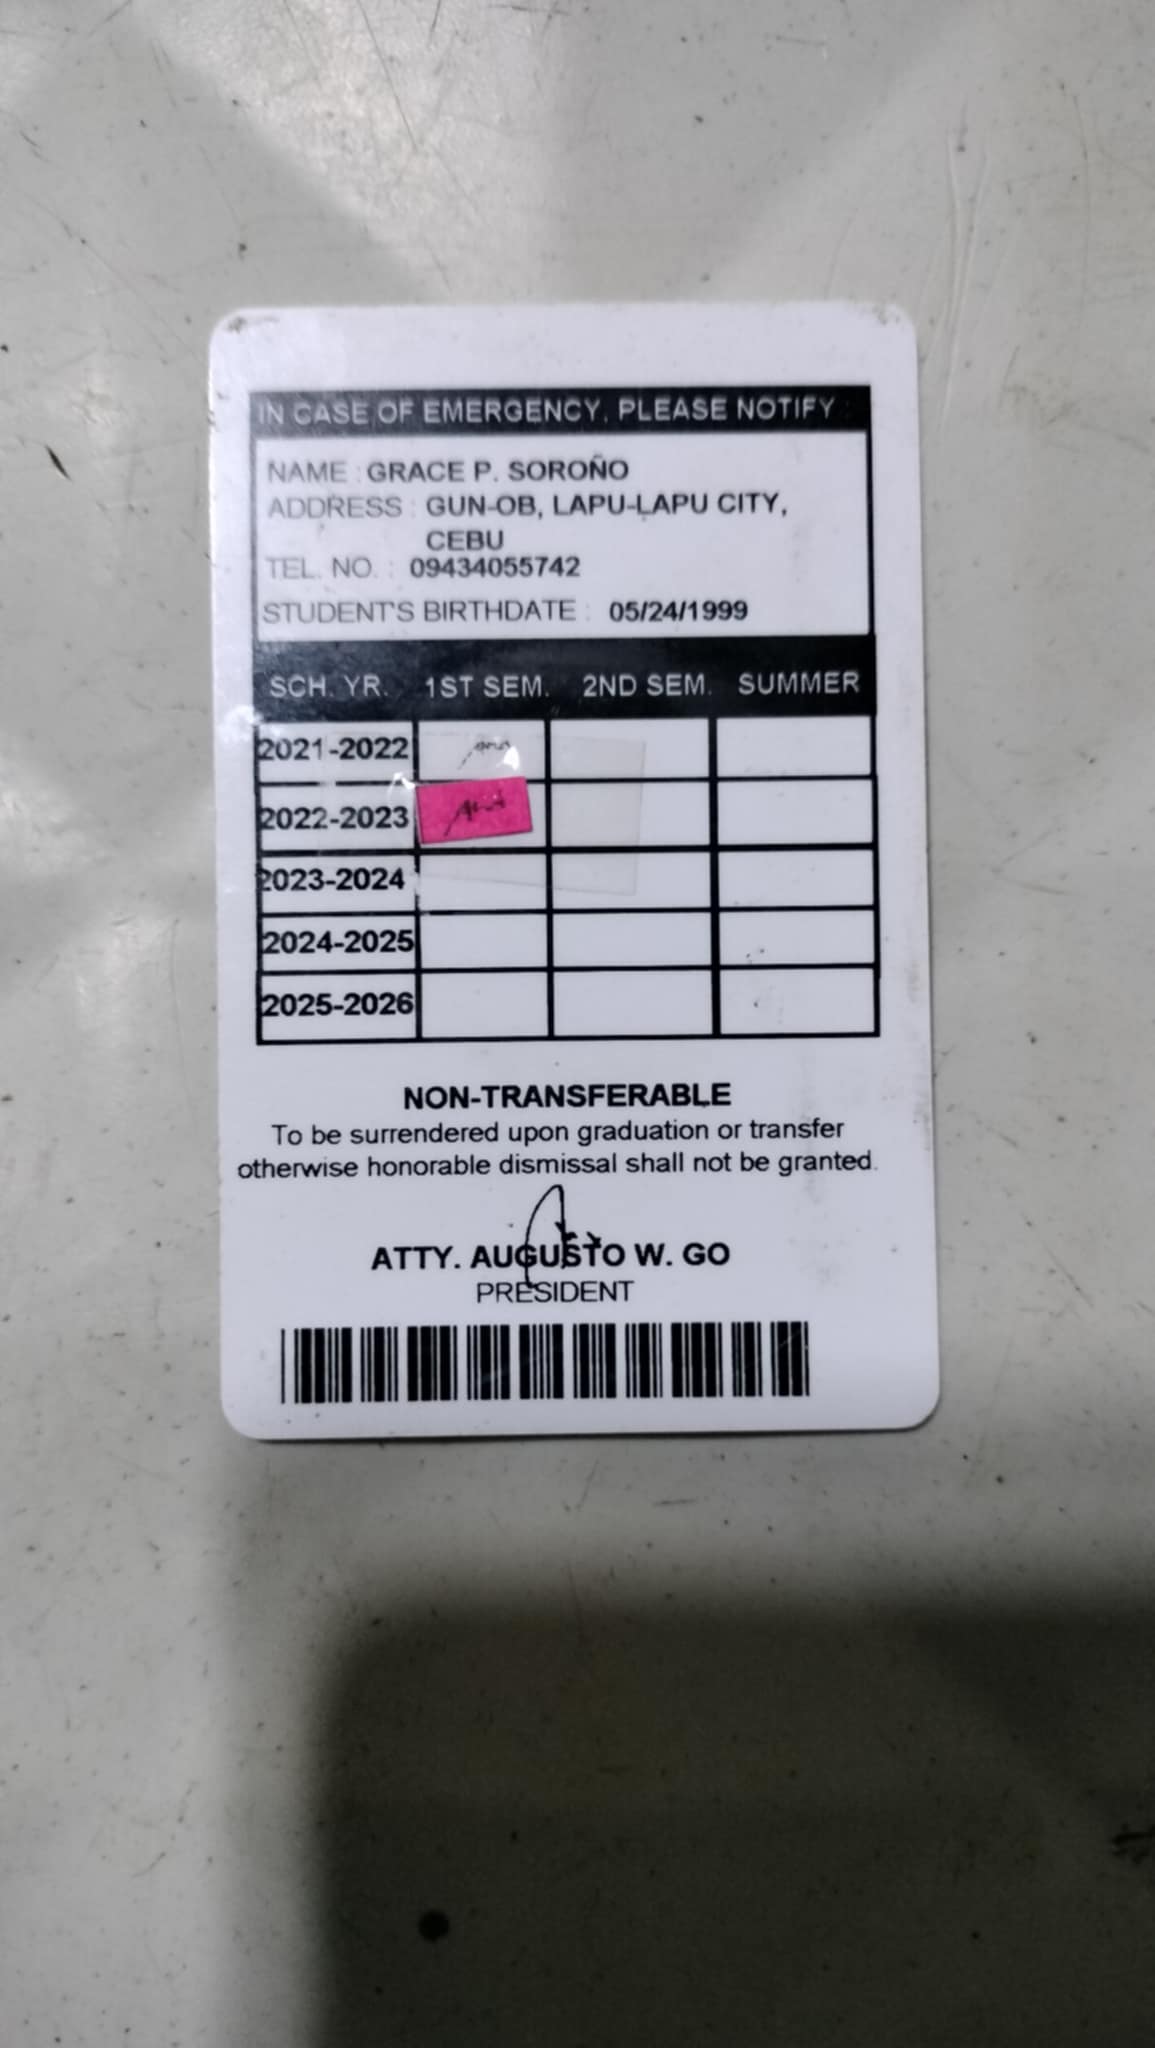 IN CASE OF EMERGENCY, PLEASE NOTIFY
NAME : GRACE P. SOROÑO
ADDRESS : GUN-OB, LAPU-LAPU CITY,
CEBU
TEL. NO. : 09434055742
STUDENT'S BIRTHDATE : 05/24/1999
SCH. YR. 1ST SEM. 2ND SEM. SUMMER
2021-2022
2022-2023
2023-2024
2024-2025
2025-2026
NON-TRANSFERABLE
To be surrendered upon graduation or transfer
otherwise honorable dismissal shall not be granted.
ATTY. AUGUSTO W. GO
PRESIDENT